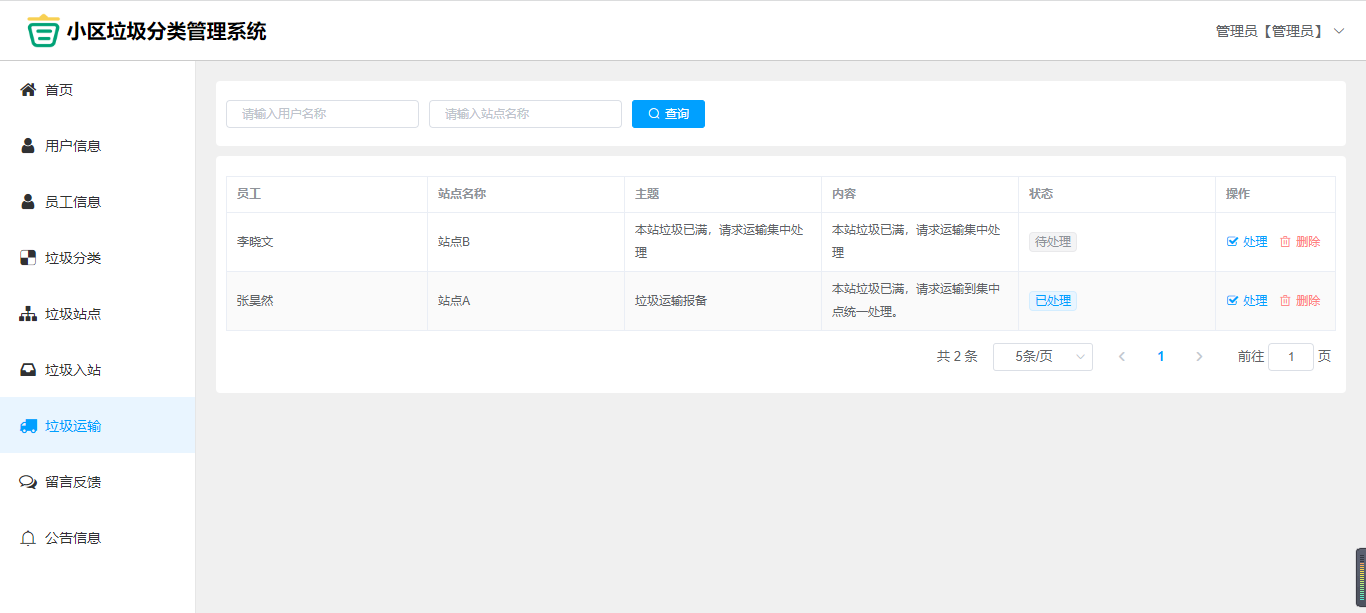 小区垃圾分类管理系统
管理员【管理员】
首页
用户信息
员工信息
垃圾分类
垃圾站点
垃圾入站
垃圾运输
留言反馈
公告信息
请输入用户名称
请输入站点名称
查询
员工 站点名称 主题 内容 状态 操作
李晓文
站点B
本站垃圾已满，请求运输集中处
理
本站垃圾已满，请求运输集中处
理
待处理
处理 删除
张昊然
站点A
垃圾运输报备
本站垃圾已满，请求运输到集中
点统一处理。
已处理
处理 删除
共 2 条 5条/页 1 前往 1 页